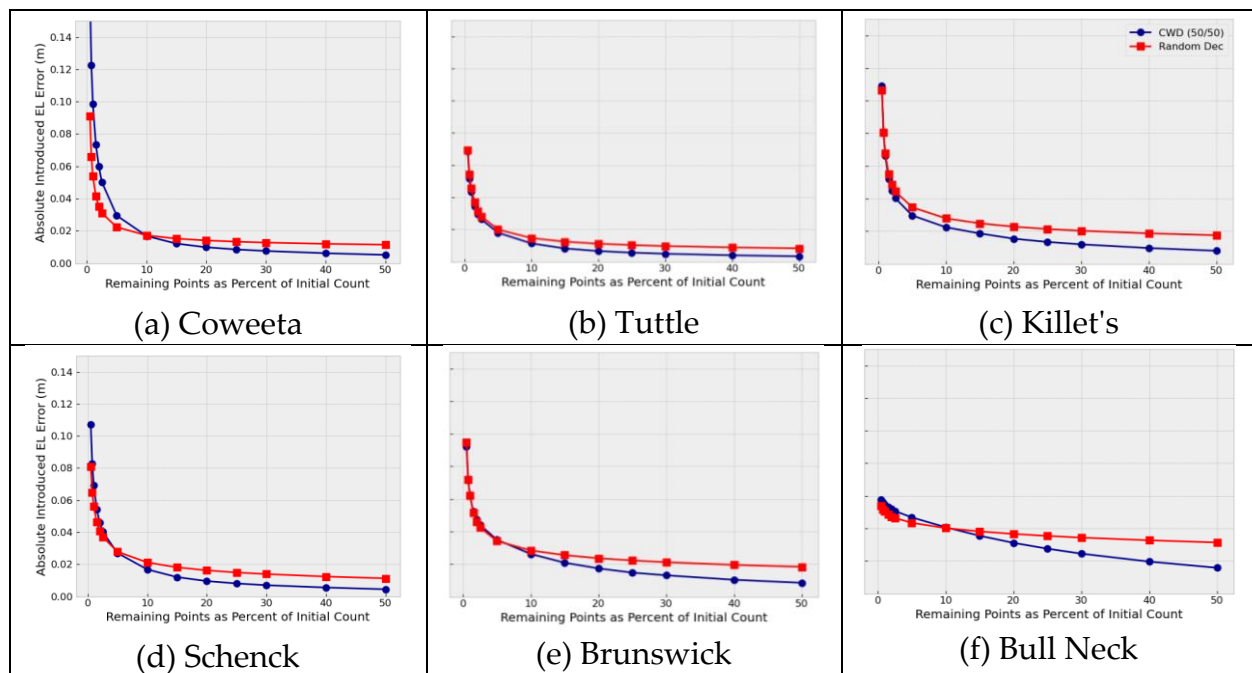 0.14
0.12
0.10
0.08
0.06
0.04
0.02
0.00
Absolute Introduced EL Error (m)
0 10 20 30 40 50
Remaining Points as Percent of Initial Count
(a) Coweeta
0 10 20 30 40 50
Remaining Points as Percent of Initial Count
(b) Tuttle
CWD (50/50)
Random Dec
0 10 20 30 40 50
Remaining Points as Percent of Initial Count
(c) Killet's
0.14
0.12
0.10
0.08
0.06
0.04
0.02
0.00
Absolute Introduced EL Error (m)
0 10 20 30 40 50
Remaining Points as Percent of Initial Count
(d) Schenck
0 10 20 30 40 50
Remaining Points as Percent of Initial Count
(e) Brunswick
0 10 20 30 40 50
Remaining Points as Percent of Initial Count
(f) Bull Neck